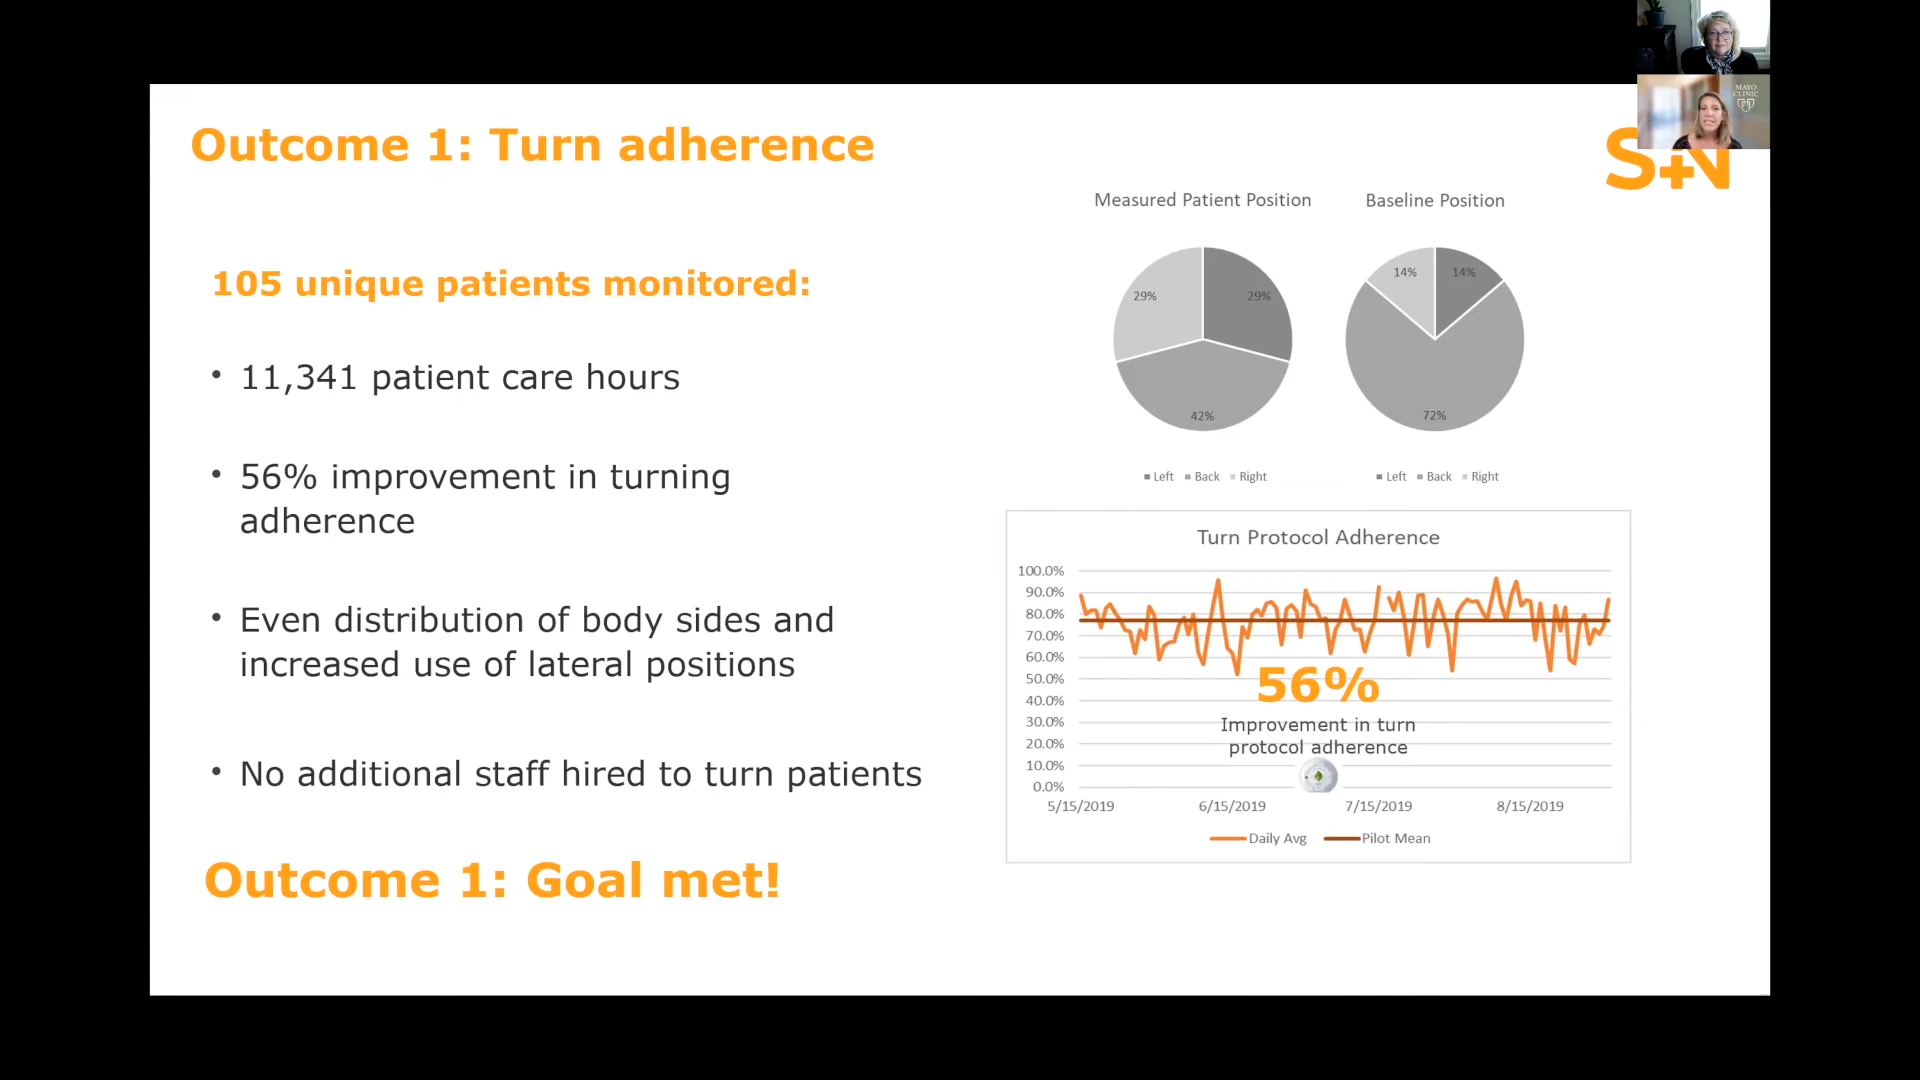 MAYO
CLINIC
Outcome 1: Turn adherence
S+N
105 unique patients monitored:
• 11,341 patient care hours
• 56% improvement in turning
adherence
• Even distribution of body sides and
increased use of lateral positions
• No additional staff hired to turn patients
Outcome 1: Goal met!
Measured Patient Position
29%
29%
42%
Left Back Right
Baseline Position
14%
14%
72%
Left Back Right
Turn Protocol Adherence
100.0%
90.0%
80.0%
70.0%
60.0%
50.0%
40.0%
30.0%
20.0%
10.0%
0.0%
56%
Improvement in turn
protocol adherence
5/15/2019 6/15/2019 7/15/2019 8/15/2019
Daily Avg Pilot Mean